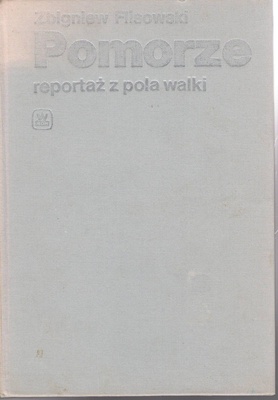 Zbigniew Flisowski
Pomorze
reportaż z pola walki